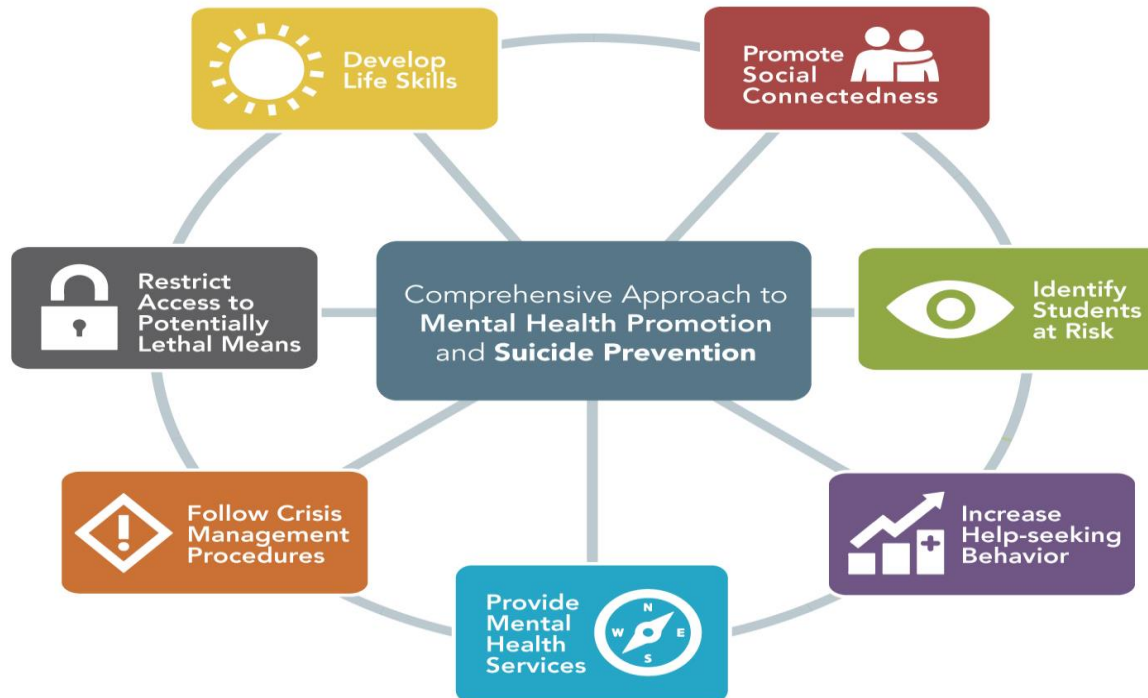 Develop
Life Skills
Promote
Social
Connectedness
Restrict
Access to
Potentially
Lethal Means
Comprehensive Approach to
Mental Health Promotion
and Suicide Prevention
Identify
Students
at Risk
Follow Crisis
Management
Procedures
Increase
Help-seeking
Behavior
Provide
Mental
Health
Services
N
W E
S